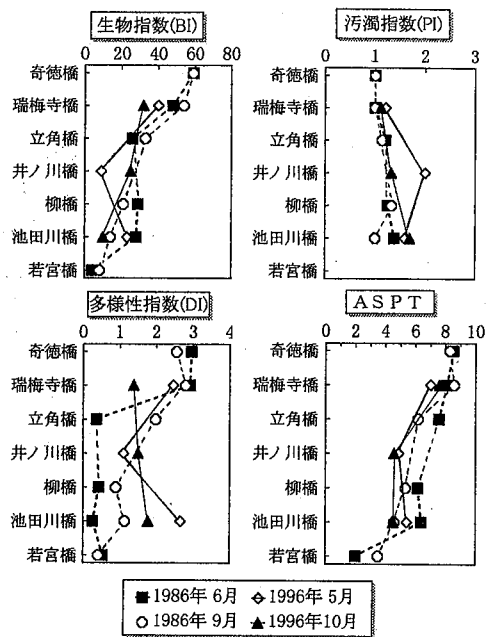 生物指数(BI)
0 20 40 60 80
奇徳橋
瑞梅寺橋
立角橋
井ノ川橋
柳橋
池田川橋
若宮橋
汚濁指数(PI)
0 1 2 3
奇徳橋
瑞梅寺橋
立角橋
井ノ川橋
柳橋
池田川橋
若宮橋
多様性指数(DI)
0 1 2 3 4
奇徳橋
瑞梅寺橋
立角橋
井ノ川橋
柳橋
池田川橋
若宮橋
ASPT
0 2 4 6 8 10
奇徳橋
瑞梅寺橋
立角橋
井ノ川橋
柳橋
池田川橋
若宮橋
1986年 6月 1996年 5月
1986年 9月 1996年10月